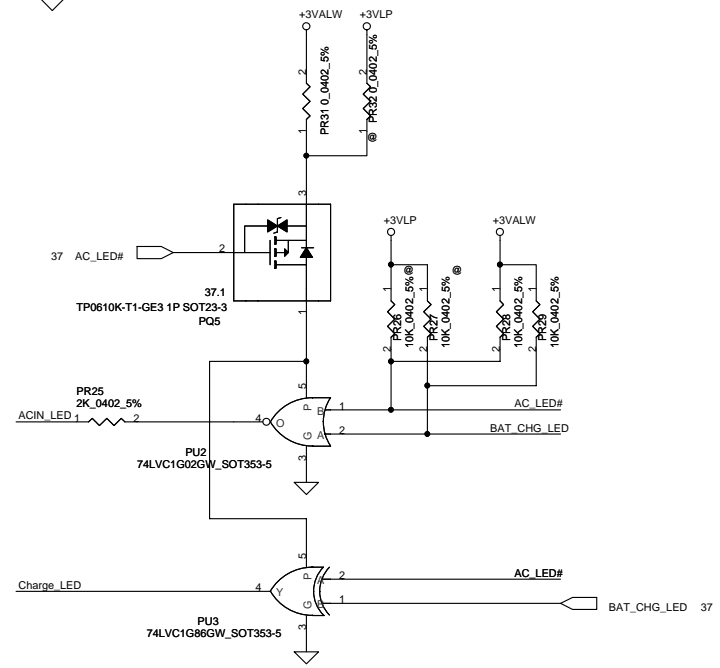 +3VALW
+3VLP
2
2
PR31 0_0402_5%
PR32 0_0402_5%
1
1
@
3
37 AC_LED#
2
37.1
TP0610K-T1-GE3 1P SOT23-3
PQ5
1
+3VLP
+3VALW
1
1
1
1
@
@
PR26
10K_0402_5%
PR27
10K_0402_5%
PR28
10K_0402_5%
PR29
10K_0402_5%
2
2
2
2
PR25
2K_0402_5%
ACIN_LED
1
2
4
O
5
P
B
1
AC_LED#
G
A
2
BAT_CHG_LED
3
PU2
74LVC1G02GW_SOT353-5
5
P
A
2
AC_LED#
Charge_LED
4
Y
G
B
1
BAT_CHG_LED 37
3
PU3
74LVC1G86GW_SOT353-5